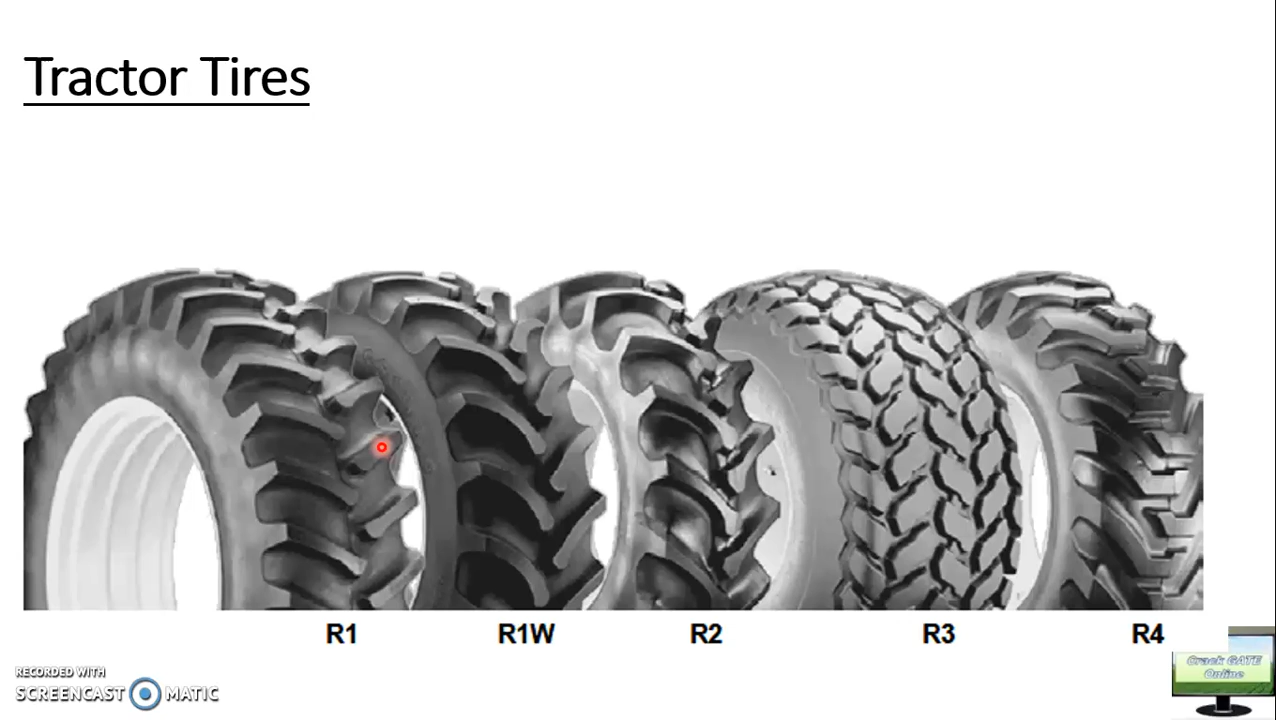 Tractor Tires
R1
R1W
R2
R3
R4
RECORDED WITH
SCREENCAST MATIC
Crack GATE
Online